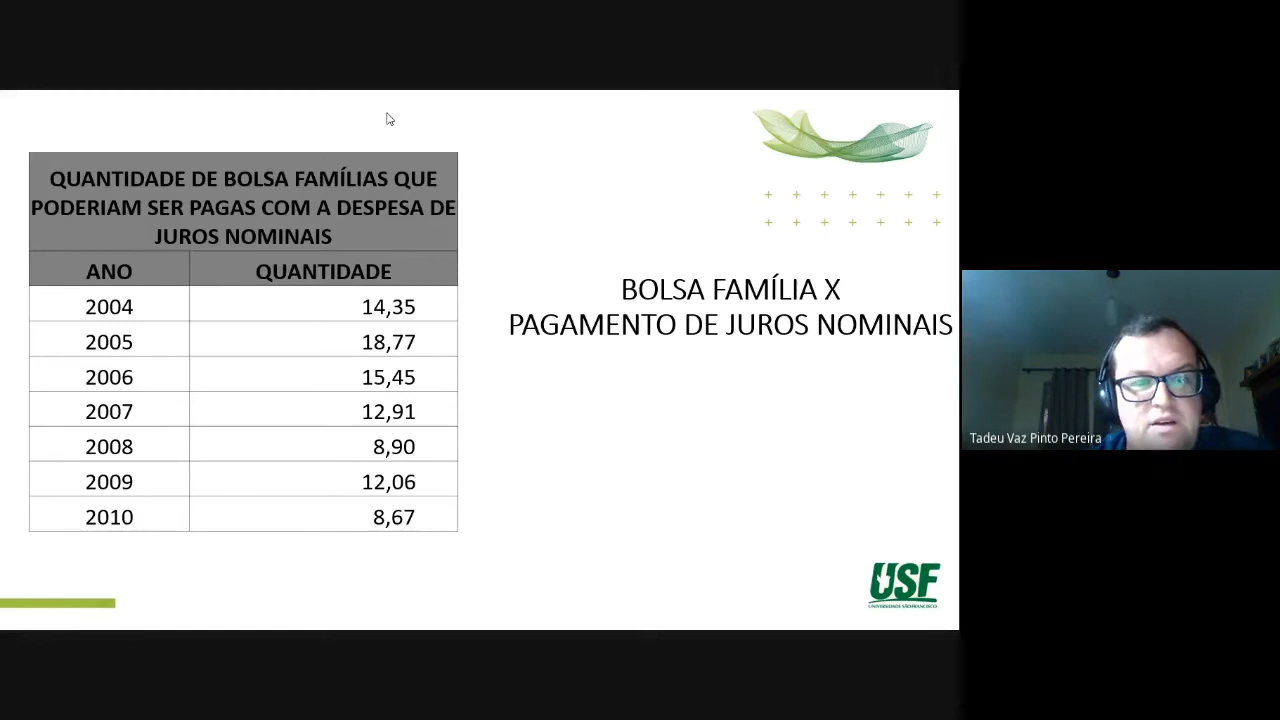 QUANTIDADE DE BOLSA FAMÍLIAS QUE
PODERIAM SER PAGAS COM A DESPESA DE
JUROS NOMINAIS
ANO QUANTIDADE
2004 14,35
2005 18,77
2006 15,45
2007 12,91
2008 8,90
2009 12,06
2010 8,67
BOLSA FAMÍLIA X
PAGAMENTO DE JUROS NOMINAIS
Tadeu Vaz Pinto Pereira
USF
UNIVERSIDADE SÃO FRANCISCO